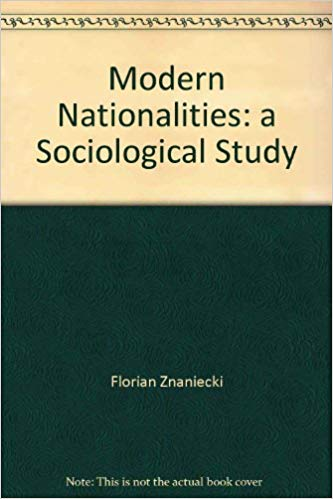 Modern
Nationalities: a
Sociological Study
Florian Znaniecki
Note: This is not the actual book cover